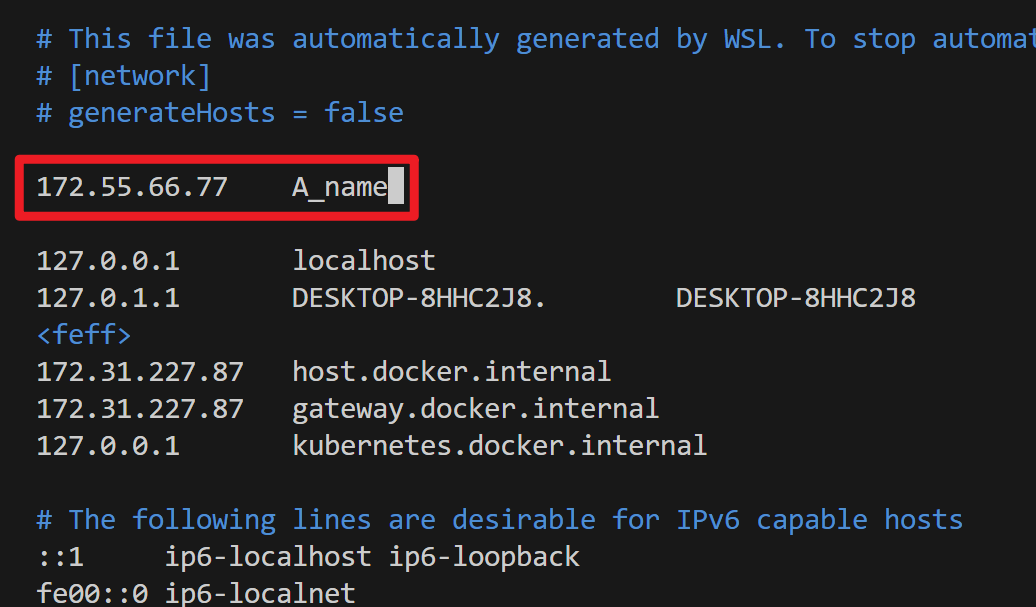 # This file was automatically generated by WSL. To stop automat
# [network]
# generateHosts = false
172.55.66.77    A_name
127.0.0.1       localhost
127.0.1.1       DESKTOP-8HHC2J8.        DESKTOP-8HHC2J8
<feff>
172.31.227.87   host.docker.internal
172.31.227.87   gateway.docker.internal
127.0.0.1       kubernetes.docker.internal
# The following lines are desirable for IPv6 capable hosts
::1     ip6-localhost ip6-loopback
fe00::0 ip6-localnet